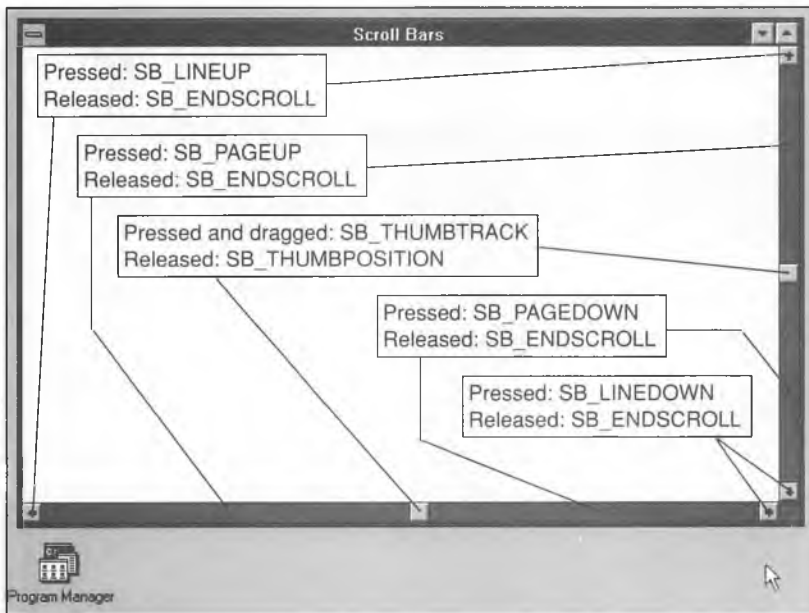 Scroll Bars
Pressed: SB_LINEUP
Released: SB_ENDSCROLL
Pressed: SB_PAGEUP
Released: SB_ENDSCROLL
Pressed and dragged: SB_THUMBTRACK
Released: SB_THUMBPOSITION
Pressed: SB_PAGEDOWN
Released: SB_ENDSCROLL
Pressed: SB_LINEDOWN
Released: SB_ENDSCROLL
Program Manager